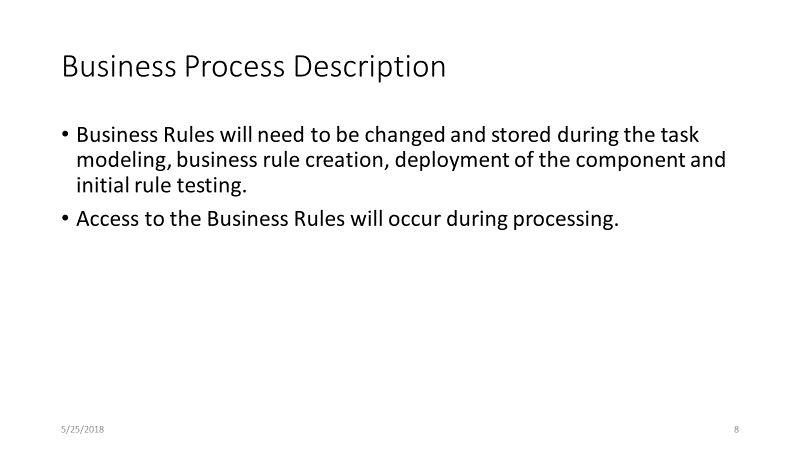 Business Process Description
• Business Rules will need to be changed and stored during the task
modeling, business rule creation, deployment of the component and
initial rule testing.
• Access to the Business Rules will occur during processing.
5/25/2018
8